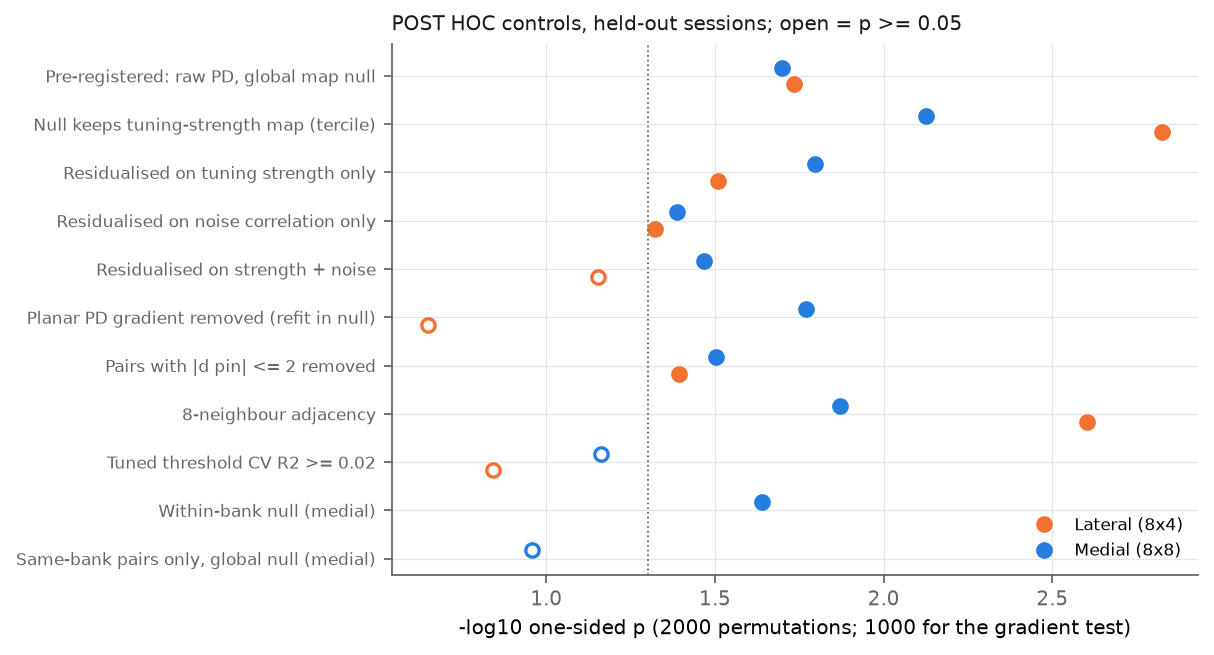 POST HOC controls, held-out sessions; open = p >= 0.05
Pre-registered: raw PD, global map null
Null keeps tuning-strength map (tercile)
Residualised on tuning strength only
Residualised on noise correlation only
Residualised on strength + noise
Planar PD gradient removed (refit in null)
Pairs with |d pin| <= 2 removed
8-neighbour adjacency
Tuned threshold CV R2 >= 0.02
Within-bank null (medial)
Same-bank pairs only, global null (medial)
Lateral (8x4)
Medial (8x8)
1.0 1.5 2.0 2.5
-log10 one-sided p (2000 permutations; 1000 for the gradient test)